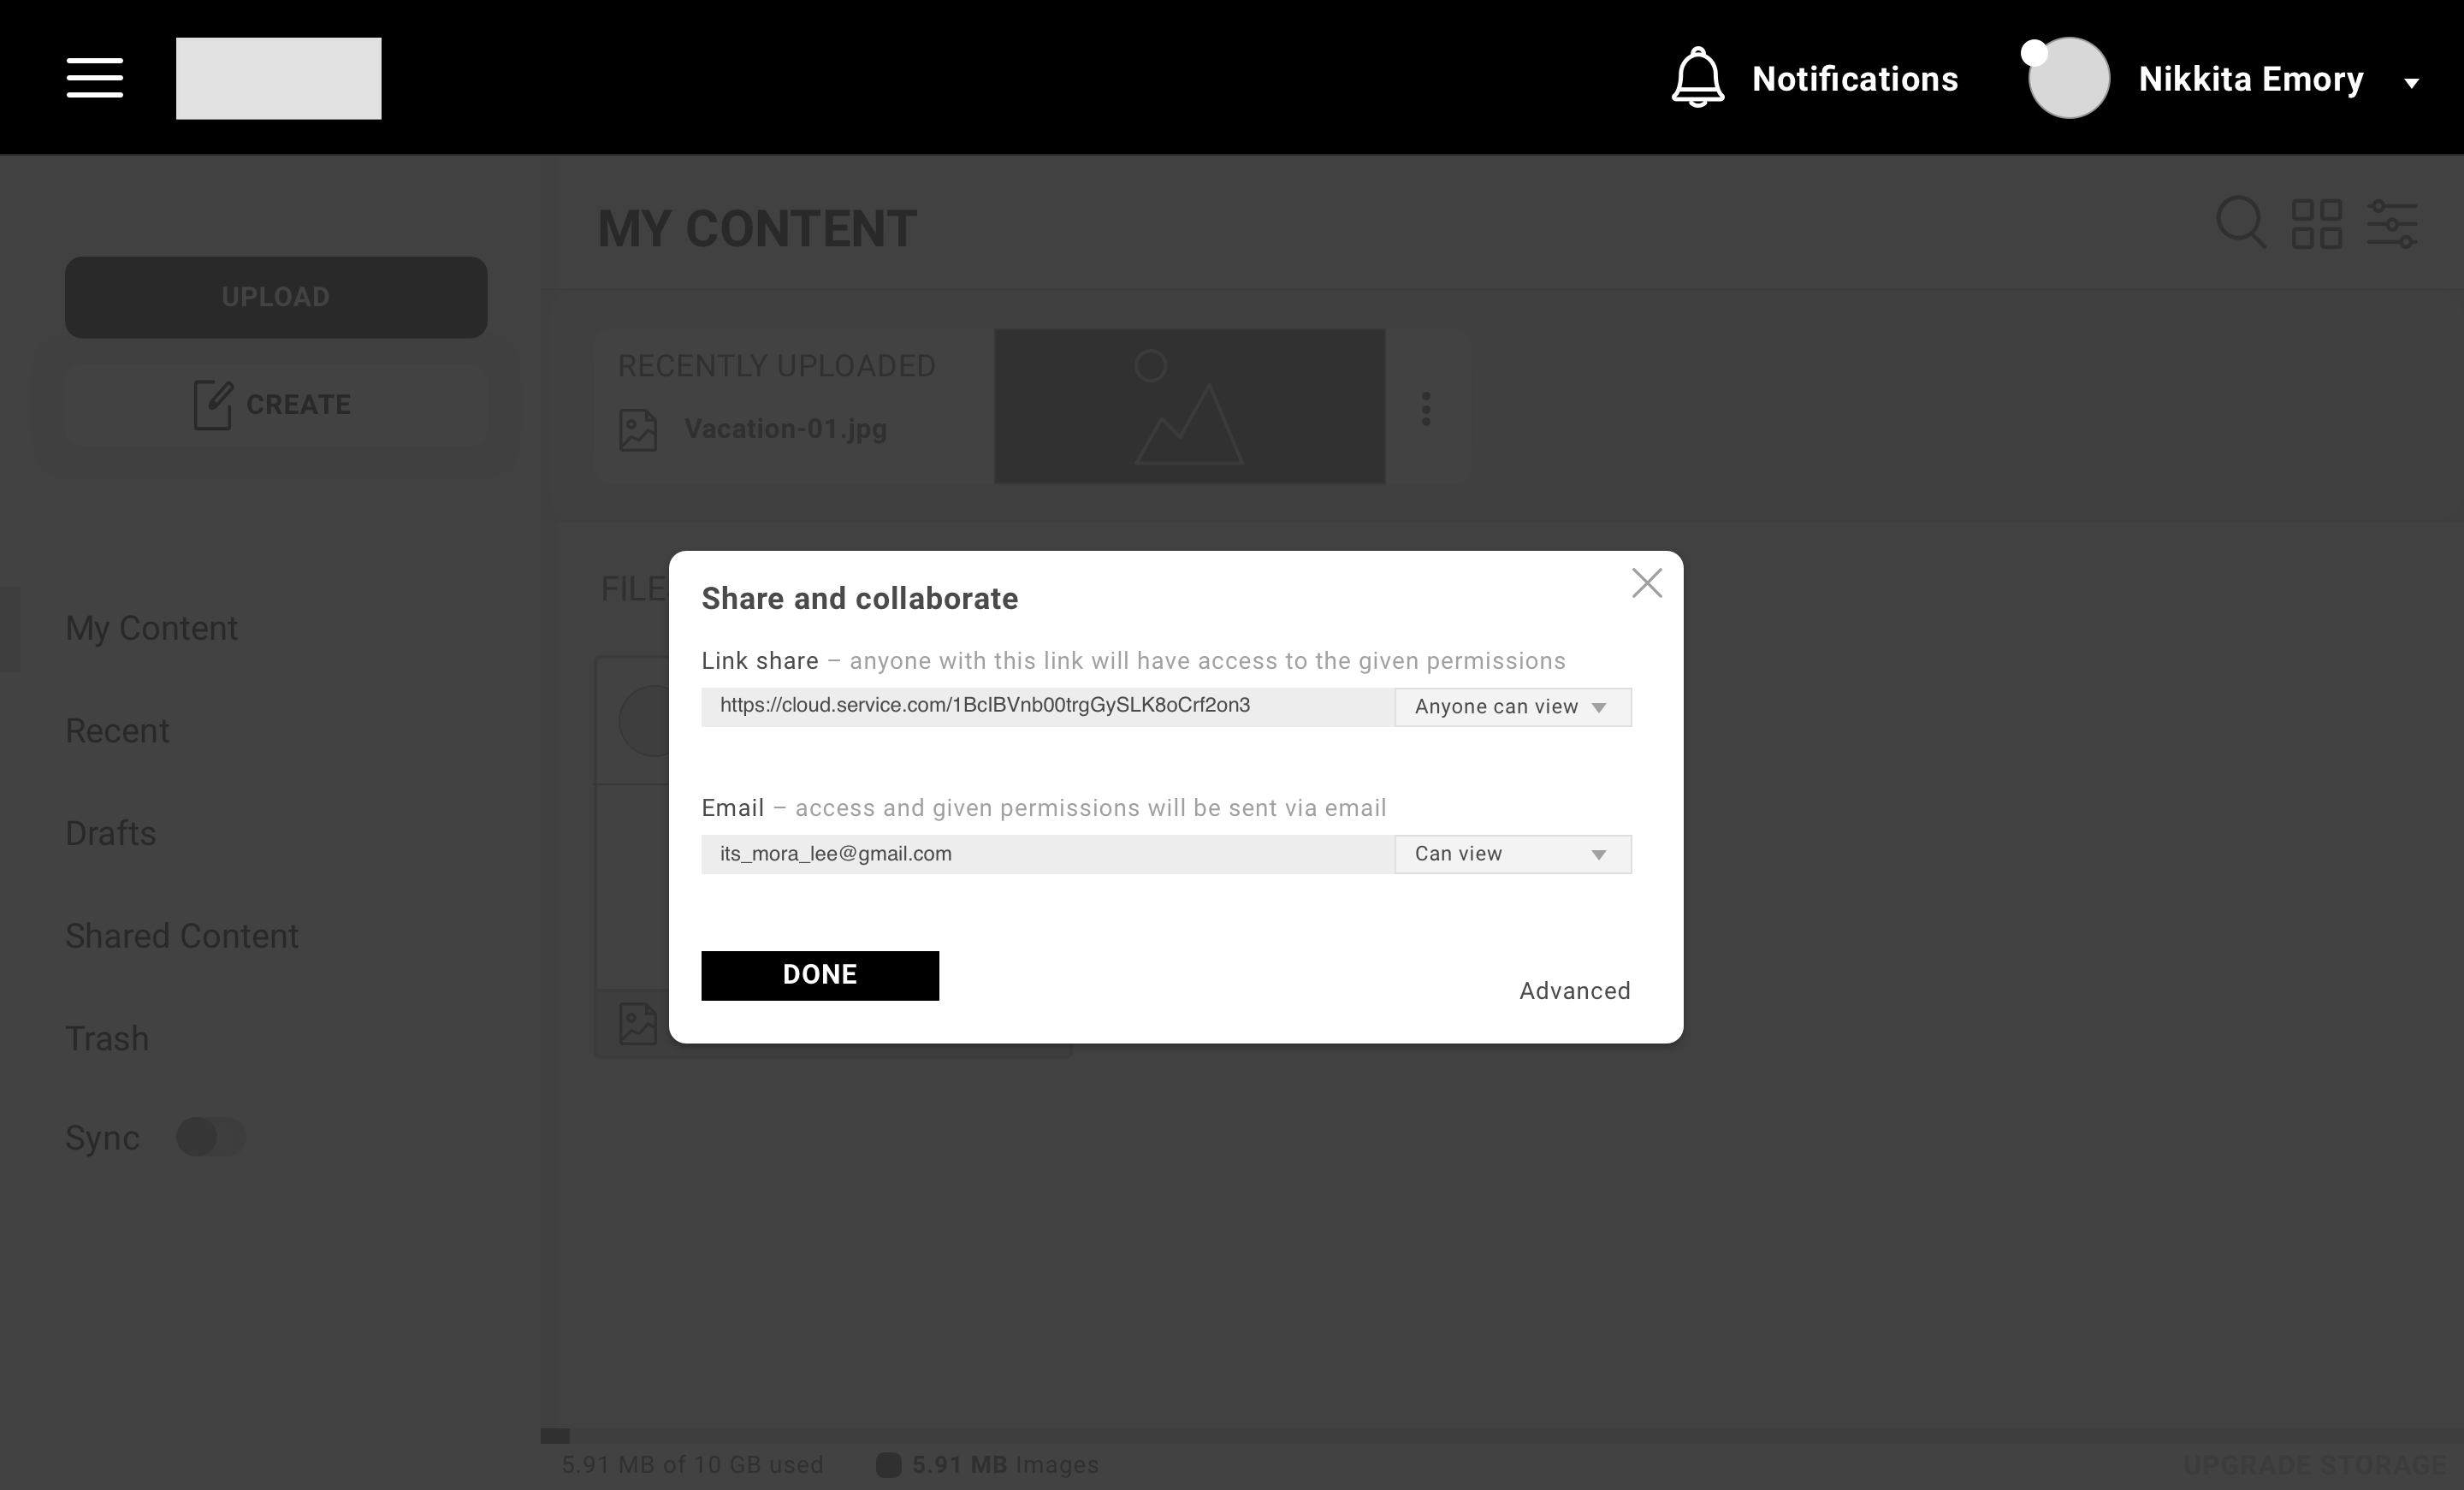 Notifications
Nikkita Emory
MY CONTENT
UPLOAD
CREATE
RECENTLY UPLOADED
Vacation-01.jpg
My Content
Recent
Drafts
Shared Content
Trash
Sync
Share and collaborate
Link share – anyone with this link will have access to the given permissions
https://cloud.service.com/1BcIBVnb00trgGySLK8oCrf2on3 Anyone can view
Email – access and given permissions will be sent via email
its_mora_lee@gmail.com Can view
DONE
Advanced
5.91 MB of 10 GB used
5.91 MB Images
UPGRADE STORAGE